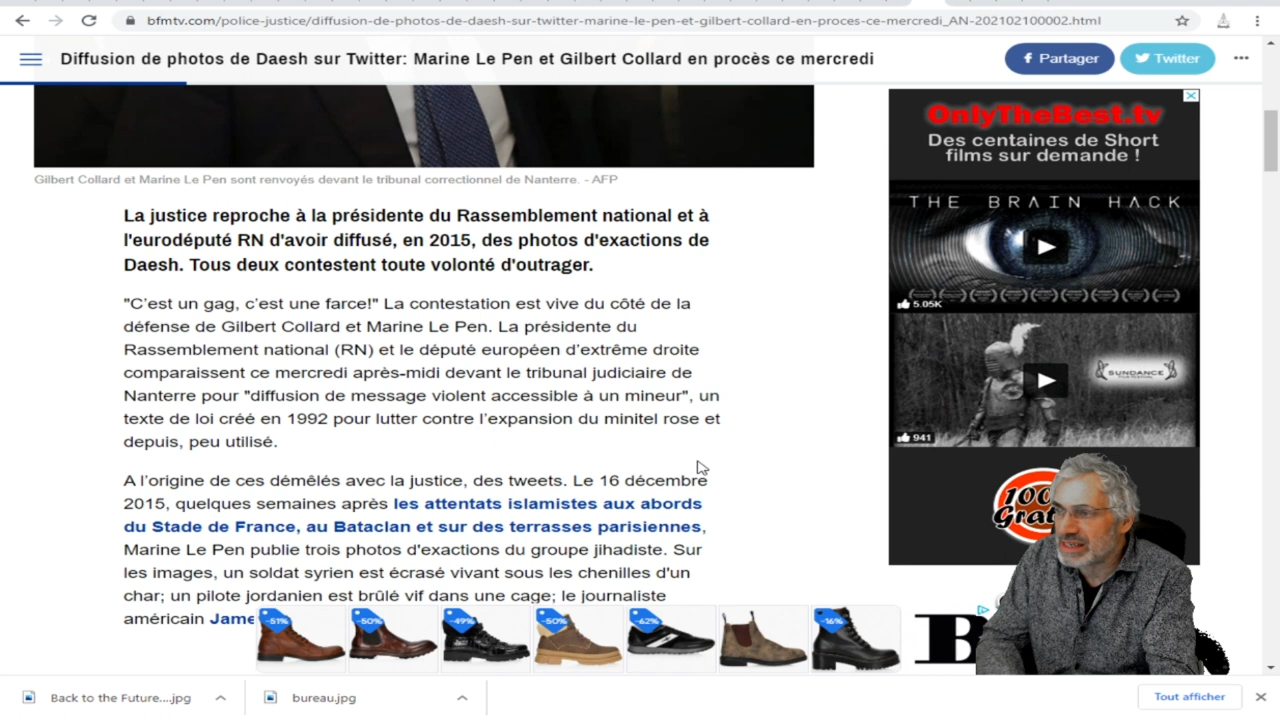 bfmtv.com/police-justice/diffusion-de-photos-de-daesh-sur-twitter-marine-le-pen-et-gilbert-collard-en-proces-ce-mercredi_AN-202102100002.html
Diffusion de photos de Daesh sur Twitter: Marine Le Pen et Gilbert Collard en procès ce mercredi
Partager
Twitter
Gilbert Collard et Marine Le Pen sont renvoyés devant le tribunal correctionnel de Nanterre. - AFP
La justice reproche à la présidente du Rassemblement national et à
l'eurodéputé RN d'avoir diffusé, en 2015, des photos d'exactions de
Daesh. Tous deux contestent toute volonté d'outrager.
"C’est un gag, c’est une farce!" La contestation est vive du côté de la
défense de Gilbert Collard et Marine Le Pen. La présidente du
Rassemblement national (RN) et le député européen d’extrême droite
comparaissent ce mercredi après-midi devant le tribunal judiciaire de
Nanterre pour "diffusion de message violent accessible à un mineur", un
texte de loi créé en 1992 pour lutter contre l’expansion du minitel rose et
depuis, peu utilisé.
A l’origine de ces démêlés avec la justice, des tweets. Le 16 décembre
2015, quelques semaines après les attentats islamistes aux abords
du Stade de France, au Bataclan et sur des terrasses parisiennes,
Marine Le Pen publie trois photos d'exactions du groupe jihadiste. Sur
les images, un soldat syrien est écrasé vivant sous les chenilles d'un
char; un pilote jordanien est brûlé vif dans une cage; le journaliste
américain Jame
OnlyTheBest.tv
Des centaines de Short
films sur demande !
THE BRAIN HACK
5.05K
SUNDANCE
941
100
Grat
-51%
-50%
-49%
-50%
-62%
-16%
B
Back to the Future....jpg
bureau.jpg
Tout afficher